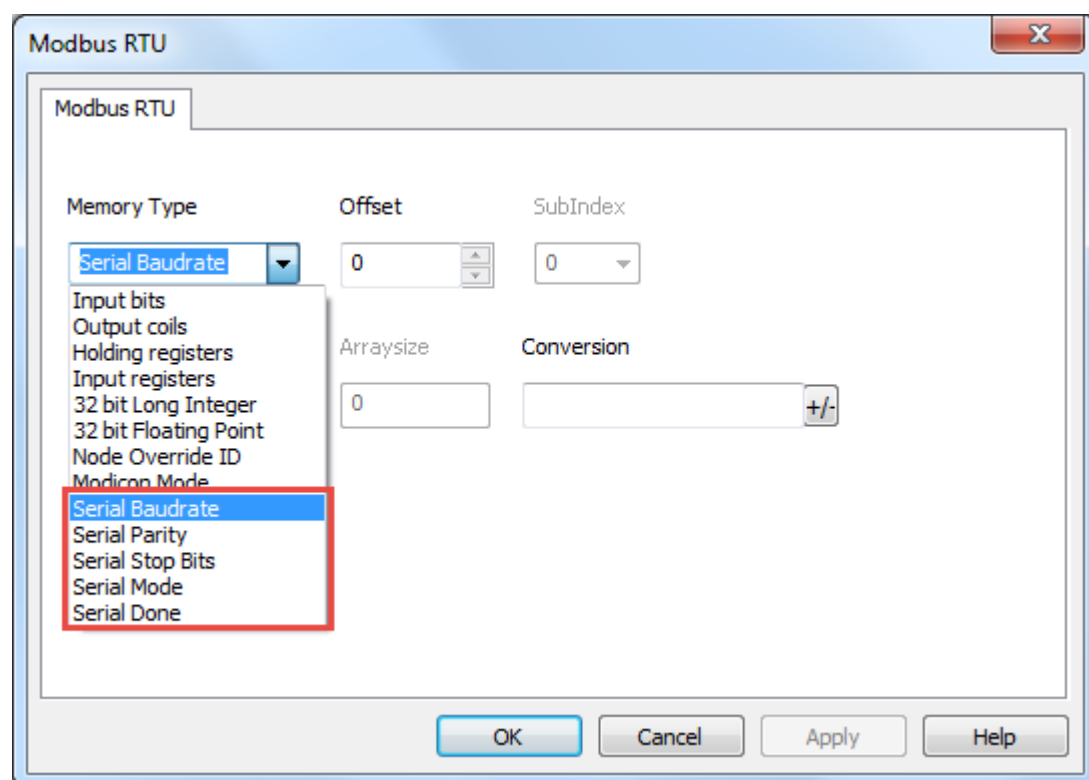 Modbus RTU
Modbus RTU
Memory Type Offset SubIndex
Serial Baudrate 0 0
Input bits
Output coils
Holding registers
Input registers
32 bit Long Integer
32 bit Floating Point
Node Override ID
Modicon Mode
Serial Baudrate
Serial Parity
Serial Stop Bits
Serial Mode
Serial Done
Arraysize Conversion
0 +/-
OK Cancel Apply Help